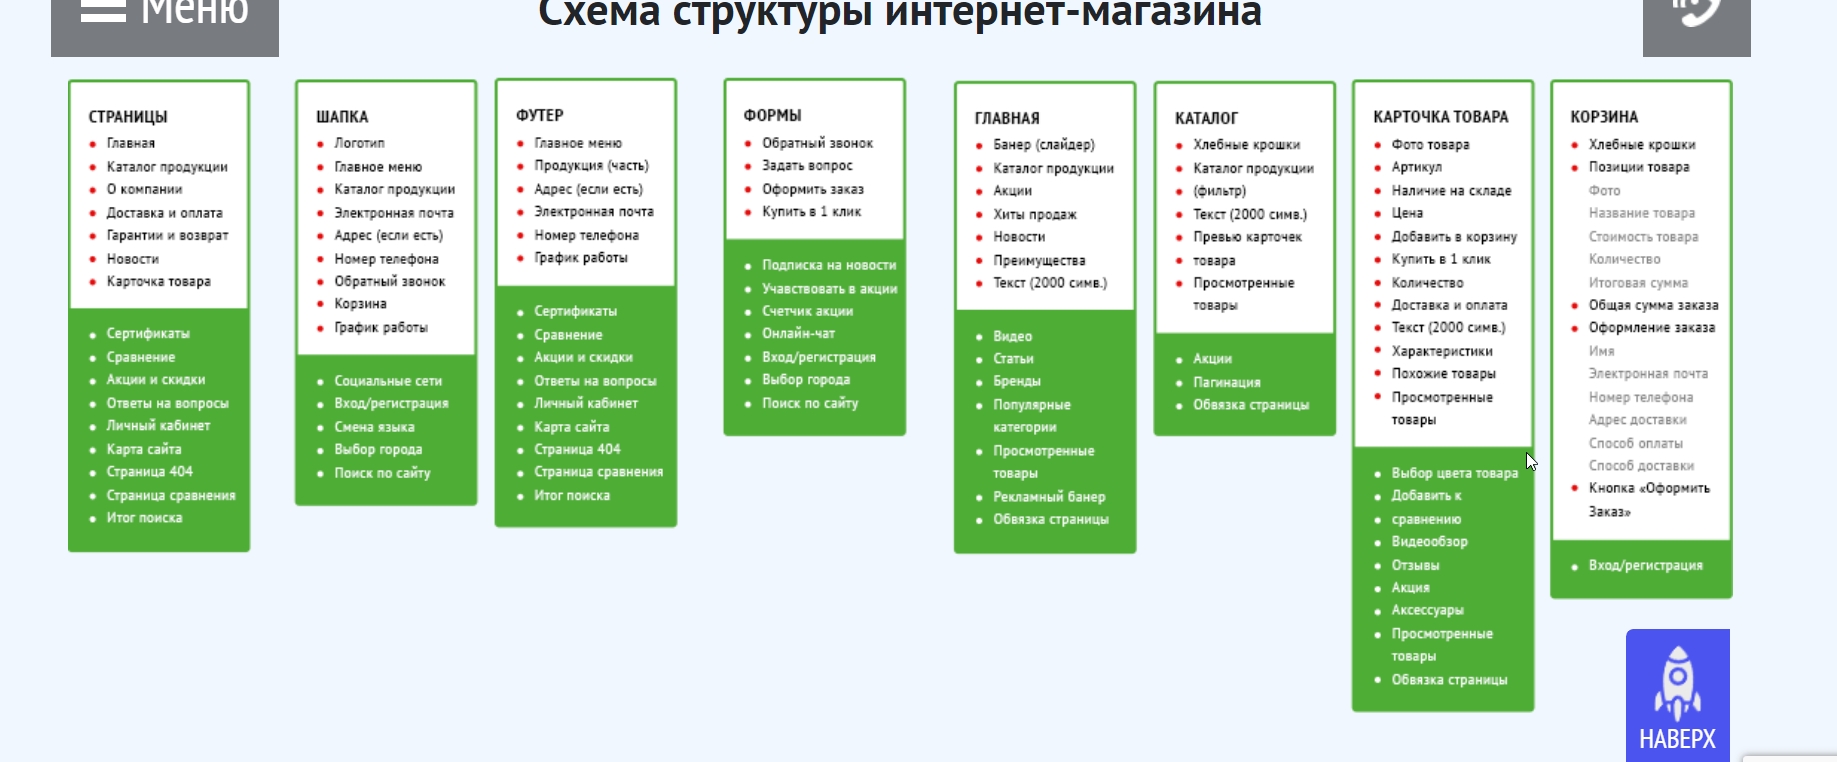 Меню
Схема структуры интернет-магазина
СТРАНИЦЫ
Главная
Каталог продукции
О компании
Доставка и оплата
Гарантии и возврат
Новости
Карточка товара
Сертификаты
Сравнение
Акции и скидки
Ответы на вопросы
Личный кабинет
Карта сайта
Страница 404
Страница сравнения
Итог поиска
ШАПКА
Логотип
Главное меню
Каталог продукции
Электронная почта
Адрес (если есть)
Номер телефона
Обратный звонок
Корзина
График работы
Социальные сети
Вход/регистрация
Смена языка
Выбор города
Поиск по сайту
ФУТЕР
Главное меню
Продукция (часть)
Адрес (если есть)
Электронная почта
Номер телефона
График работы
Сертификаты
Сравнение
Акции и скидки
Ответы на вопросы
Личный кабинет
Карта сайта
Страница 404
Страница сравнения
Итог поиска
ФОРМЫ
Обратный звонок
Задать вопрос
Оформить заказ
Купить в 1 клик
Подписка на новости
Учавствовать в акции
Счетчик акции
Онлайн-чат
Вход/регистрация
Выбор города
Поиск по сайту
ГЛАВНАЯ
Банер (слайдер)
Каталог продукции
Акции
Хиты продаж
Новости
Преимущества
Текст (2000 симв.)
Видео
Статьи
Бренды
Популярные
категории
Просмотренные
товары
Рекламный банер
Обвязка страницы
КАТАЛОГ
Хлебные крошки
Каталог продукции
(фильтр)
Текст (2000 симв.)
Превью карточек
товара
Просмотренные
товары
Акции
Пагинация
Обвязка страницы
КАРТОЧКА ТОВАРА
Фото товара
Артикул
Наличие на складе
Цена
Добавить в корзину
Купить в 1 клик
Количество
Доставка и оплата
Текст (2000 симв.)
Характеристики
Похожие товары
Просмотренные
товары
Выбор цвета товара
Добавить к
сравнению
Видеообзор
Отзывы
Акция
Аксессуары
Просмотренные
товары
Обвязка страницы
КОРЗИНА
Хлебные крошки
Позиции товара
Фото
Название товара
Стоимость товара
Количество
Итоговая сумма
Общая сумма заказа
Оформление заказа
Имя
Электронная почта
Номер телефона
Адрес доставки
Способ оплаты
Способ доставки
Кнопка «Оформить
Заказ»
Вход/регистрация
НАВЕРХ